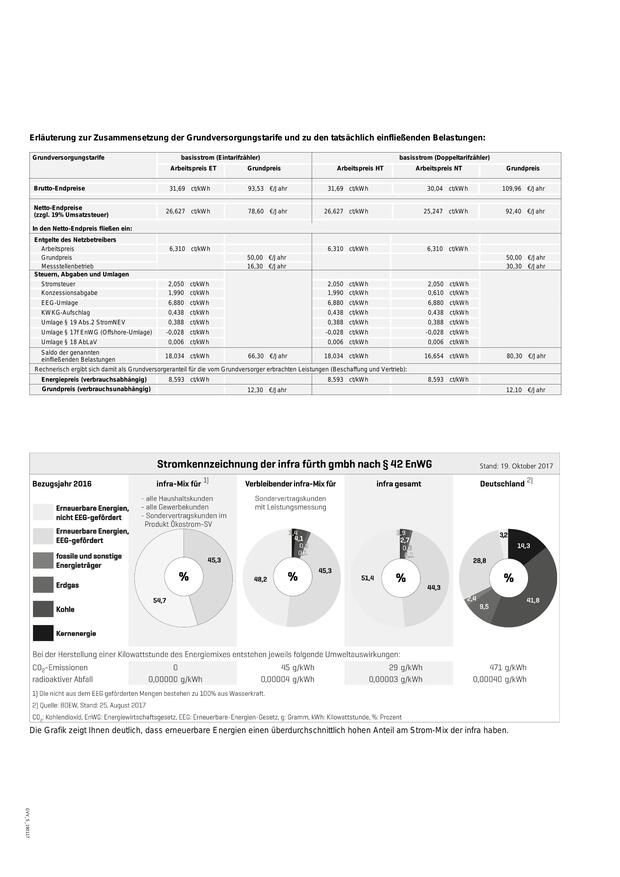 Erläuterung zur Zusammensetzung der Grundversorgungstarife und zu den tatsächlich einfließenden Belastungen:
Grundversorgungstarife basisstrom (Eintarifzähler) basisstrom (Doppeltarifzähler)
Arbeitspreis ET Grundpreis Arbeitspreis HT Arbeitspreis NT Grundpreis
Brutto-Endpreise 31,69 ct/kWh 93,53 €/Jahr 31,69 ct/kWh 30,04 ct/kWh 109,96 €/Jahr
Netto-Endpreise
(zzgl. 19% Umsatzsteuer) 26,627 ct/kWh 78,60 €/Jahr 26,627 ct/kWh 25,247 ct/kWh 92,40 €/Jahr
In den Netto-Endpreis fließen ein:
Entgelte des Netzbetreibers
Arbeitspreis 6,310 ct/kWh 6,310 ct/kWh 6,310 ct/kWh
Grundpreis 50,00 €/Jahr 50,00 €/Jahr
Messstellenbetrieb 16,30 €/Jahr 30,30 €/Jahr
Steuern, Abgaben und Umlagen
Stromsteuer 2,050 ct/kWh 2,050 ct/kWh 2,050 ct/kWh
Konzessionsabgabe 1,990 ct/kWh 1,990 ct/kWh 0,610 ct/kWh
EEG-Umlage 6,880 ct/kWh 6,880 ct/kWh 6,880 ct/kWh
KWKG-Aufschlag 0,438 ct/kWh 0,438 ct/kWh 0,438 ct/kWh
Umlage § 19 Abs.2 StromNEV 0,388 ct/kWh 0,388 ct/kWh 0,388 ct/kWh
Umlage § 17f EnWG (Offshore-Umlage) -0,028 ct/kWh -0,028 ct/kWh -0,028 ct/kWh
Umlage § 18 AbLaV 0,006 ct/kWh 0,006 ct/kWh 0,006 ct/kWh
Saldo der genannten
einfließenden Belastungen 18,034 ct/kWh 66,30 €/Jahr 18,034 ct/kWh 16,654 ct/kWh 80,30 €/Jahr
Rechnerisch ergibt sich damit als Grundversorgeranteil für die vom Grundversorger erbrachten Leistungen (Beschaffung und Vertrieb):
Energiepreis (verbrauchsabhängig) 8,593 ct/kWh 8,593 ct/kWh 8,593 ct/kWh
Grundpreis (verbrauchsunabhängig) 12,30 €/Jahr 12,10 €/Jahr
Stromkennzeichnung der infra fürth gmbh nach § 42 EnWG Stand: 19. Oktober 2017
Bezugsjahr 2016 infra-Mix für 1) Verbleibender infra-Mix für infra gesamt Deutschland 2)
- alle Haushaltskunden
- alle Gewerbekunden
- Sondervertragskunden im
Produkt Ökostrom-SV
Sondervertragskunden
mit Leistungsmessung
Erneuerbare Energien,
nicht EEG-gefördert
Erneuerbare Energien,
EEG-gefördert
fossile und sonstige
Energieträger
Erdgas
Kohle
Kernenergie
45,3
%
54,7
4,1
48,2
%
45,3
2,7
51,4
%
44,3
3,2
14,3
28,8
%
41,8
2,4
9,5
Bei der Herstellung einer Kilowattstunde des Energiemixes entstehen jeweils folgende Umweltauswirkungen:
CO2-Emissionen 0 45 g/kWh 29 g/kWh 471 g/kWh
radioaktiver Abfall 0,00000 g/kWh 0,00004 g/kWh 0,00003 g/kWh 0,00040 g/kWh
1) Die nicht aus dem EEG geförderten Mengen bestehen zu 100% aus Wasserkraft.
2) Quelle: BDEW, Stand: 25. August 2017
CO2: Kohlendioxid, EnWG: Energiewirtschaftsgesetz, EEG: Erneuerbare-Energien-Gesetz, g: Gramm, kWh: Kilowattstunde, %: Prozent
Die Grafik zeigt Ihnen deutlich, dass erneuerbare Energien einen überdurchschnittlich hohen Anteil am Strom-Mix der infra haben.